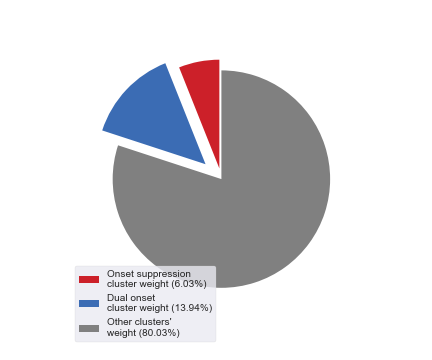 Onset suppression
cluster weight (6.03%)
Dual onset
cluster weight (13.94%)
Other clusters'
weight (80.03%)